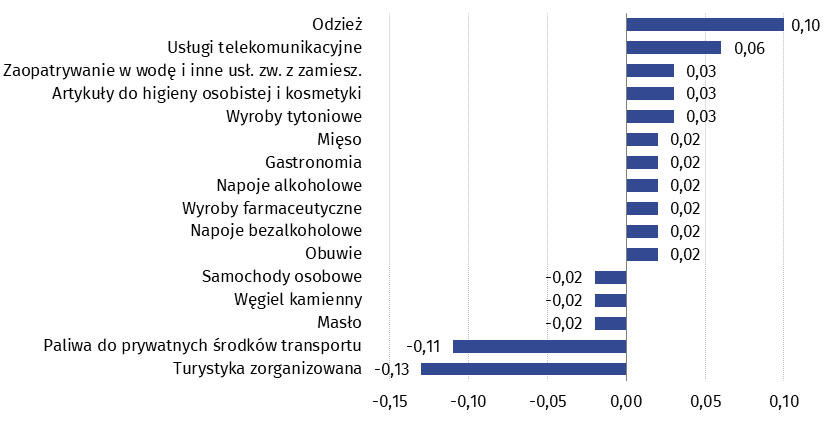 Odzież 0,10
Usługi telekomunikacyjne 0,06
Zaopatrywanie w wodę i inne usł. zw. z zamiesz. 0,03
Artykuły do higieny osobistej i kosmetyki 0,03
Wyroby tytoniowe 0,03
Mięso 0,02
Gastronomia 0,02
Napoje alkoholowe 0,02
Wyroby farmaceutyczne 0,02
Napoje bezalkoholowe 0,02
Obuwie 0,02
Samochody osobowe -0,02
Węgiel kamienny -0,02
Masło -0,02
Paliwa do prywatnych środków transportu -0,11
Turystyka zorganizowana -0,13
-0,15 -0,10 -0,05 0,00 0,05 0,10